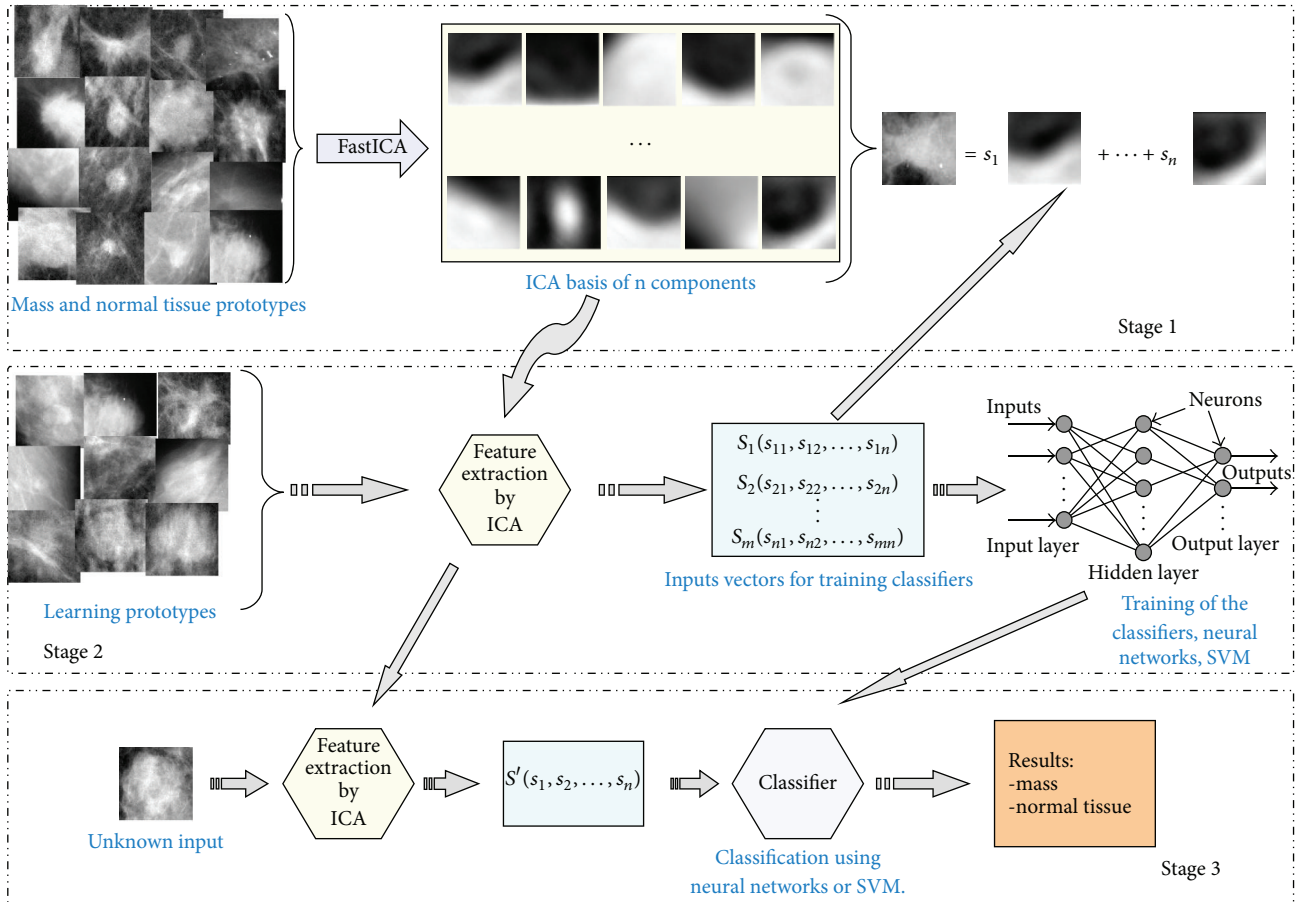 FastICA
...
= s₁
+ ⋯ + sₙ
Mass and normal tissue prototypes
ICA basis of n components
Stage 1
Feature
extraction
by
ICA
S₁(s₁₁, s₁₂, . . . , s₁ₙ)
S₂(s₂₁, s₂₂, . . . , s₂ₙ)
⋮
Sₘ(sₙ₁, sₙ₂, . . . , sₘₙ)
Inputs
Neurons
Outputs
Input layer
Output layer
Hidden layer
Learning prototypes
Inputs vectors for training classifiers
Training of the
classifiers, neural
networks, SVM
Stage 2
Feature
extraction
by
ICA
S′(s₁, s₂, . . . , sₙ)
Classifier
Results:
-mass
-normal tissue
Unknown input
Classification using
neural networks or SVM.
Stage 3